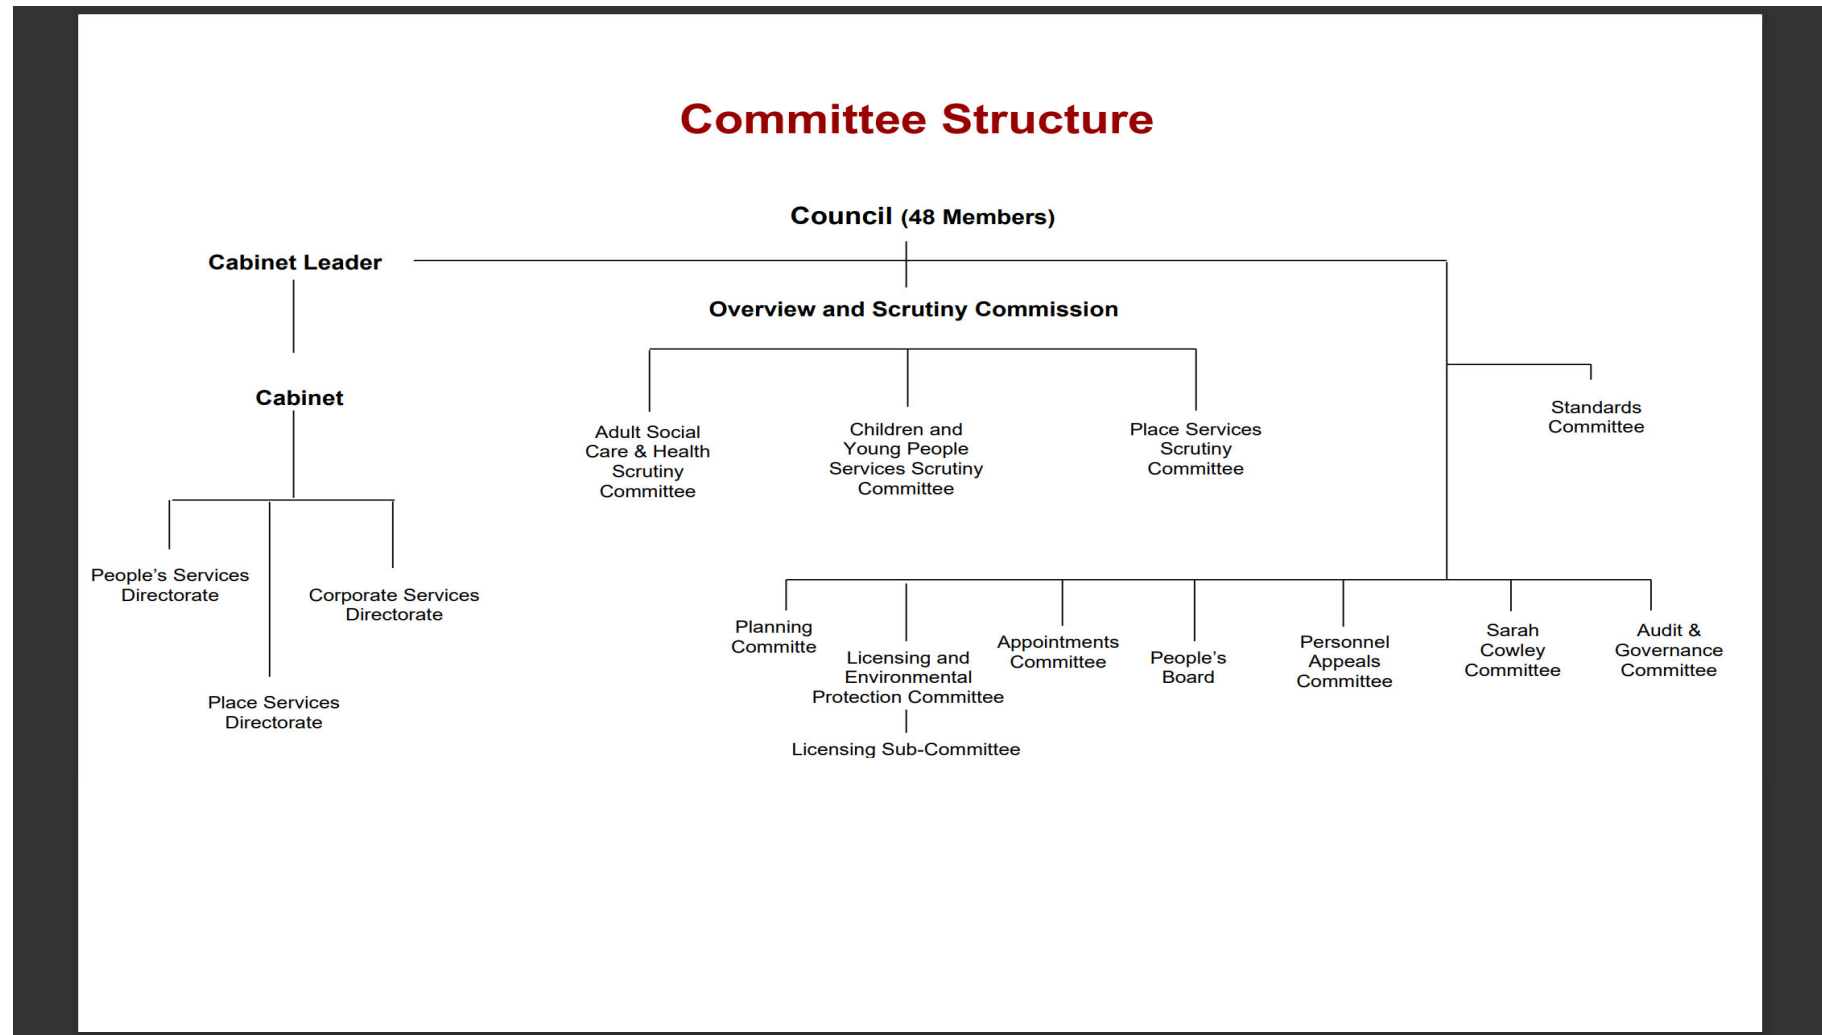 Committee Structure
Council (48 Members)
Cabinet Leader
Overview and Scrutiny Commission
Cabinet
Adult Social
Care & Health
Scrutiny
Committee
Children and
Young People
Services Scrutiny
Committee
Place Services
Scrutiny
Committee
Standards
Committee
People's Services
Directorate
Corporate Services
Directorate
Place Services
Directorate
Planning
Committe
Licensing and
Environmental
Protection Committee
Licensing Sub-Committee
Appointments
Committee
People's
Board
Personnel
Appeals
Committee
Sarah
Cowley
Committee
Audit &
Governance
Committee